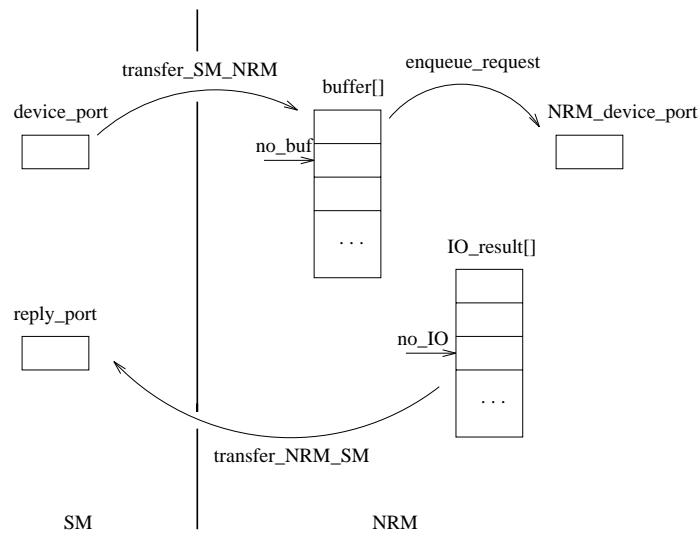 transfer_SM_NRM
enqueue_request
buffer[]
device_port
NRM_device_port
no_buf
. . .
IO_result[]
reply_port
no_IO
. . .
transfer_NRM_SM
SM
NRM